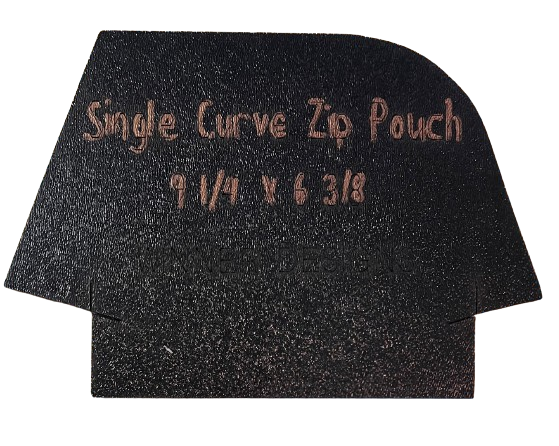 Single Curve Zip Pouch
9 1/4 x 6 3/8